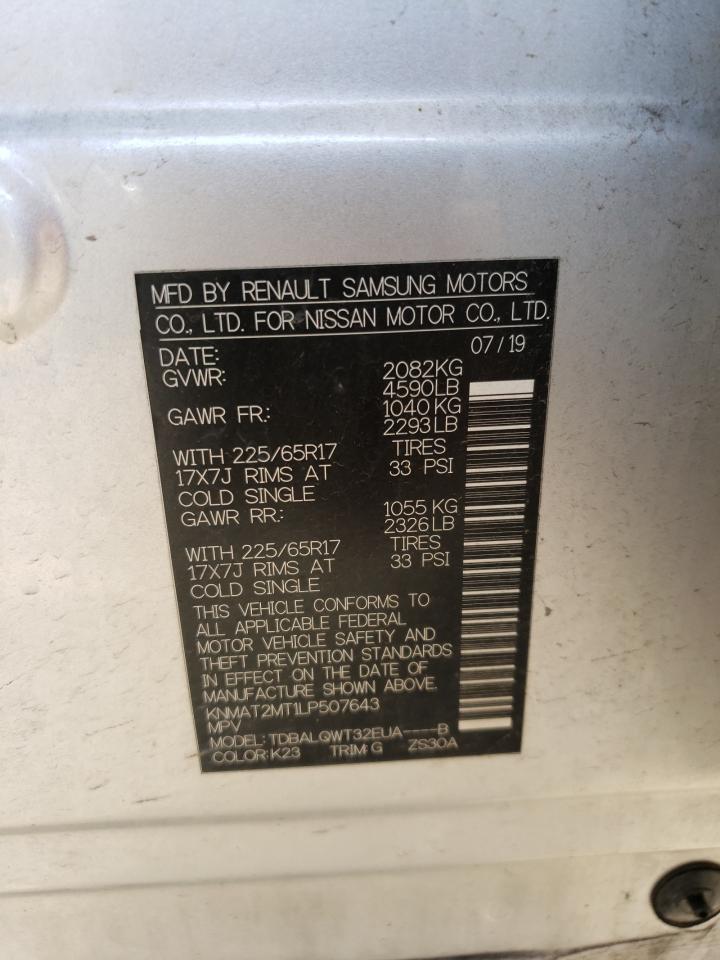 MFD BY RENAULT SAMSUNG MOTORS
CO., LTD. FOR NISSAN MOTOR CO., LTD.
DATE: 07 / 19
GVWR: 2082KG
4590LB
GAWR FR: 1040 KG
2293 LB
WITH 225/65R17 TIRES
17X7J RIMS AT 33 PSI
COLD SINGLE
GAWR RR: 1055 KG
2326 LB
WITH 225/65R17 TIRES
17X7J RIMS AT 33 PSI
COLD SINGLE
THIS VEHICLE CONFORMS TO
ALL APPLICABLE FEDERAL
MOTOR VEHICLE SAFETY AND
THEFT PREVENTION STANDARDS
IN EFFECT ON THE DATE OF
MANUFACTURE SHOWN ABOVE.
KNMAT2MT1LP507643
MPV
MODEL: TDBALQWT32EUA----B
COLOR:K23 TRIM: G ZS30A